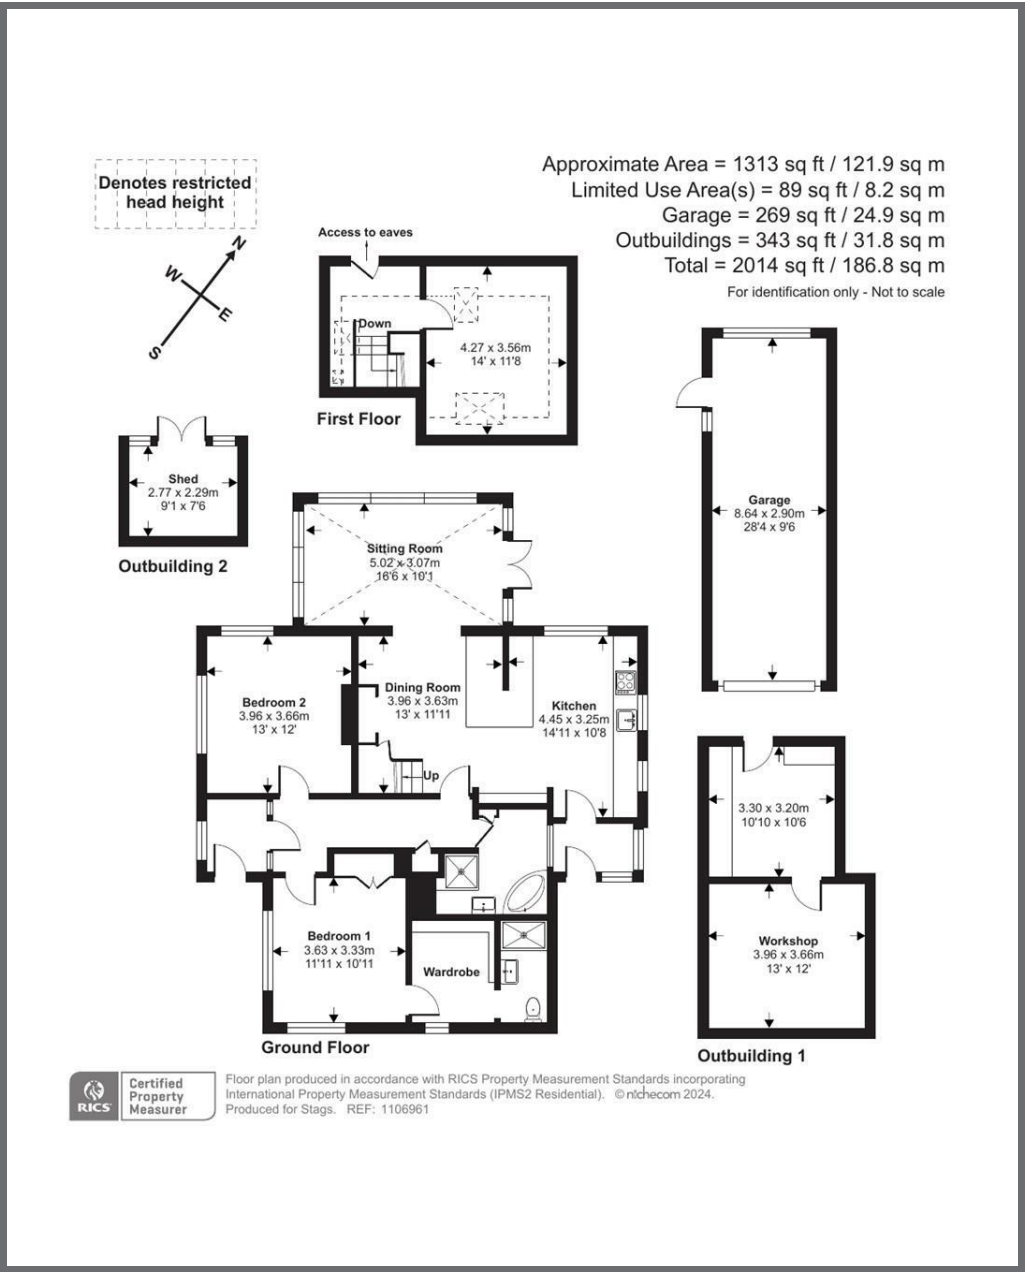 Denotes restricted
head height
N
W
E
S
Approximate Area = 1313 sq ft / 121.9 sq m
Limited Use Area(s) = 89 sq ft / 8.2 sq m
Garage = 269 sq ft / 24.9 sq m
Outbuildings = 343 sq ft / 31.8 sq m
Total = 2014 sq ft / 186.8 sq m
For identification only - Not to scale
Access to eaves
Down
4.27 x 3.56m
14' x 11'8
First Floor
Shed
2.77 x 2.29m
9'1 x 7'6
Outbuilding 2
Garage
8.64 x 2.90m
28'4 x 9'6
Sitting Room
5.02 x 3.07m
16'6 x 10'1
Bedroom 2
3.96 x 3.66m
13' x 12'
Dining Room
3.96 x 3.63m
13' x 11'11
Kitchen
4.45 x 3.25m
14'11 x 10'8
Up
3.30 x 3.20m
10'10 x 10'6
Bedroom 1
3.63 x 3.33m
11'11 x 10'11
Wardrobe
Workshop
3.96 x 3.66m
13' x 12'
Ground Floor
Outbuilding 1
RICS
Certified
Property
Measurer
Floor plan produced in accordance with RICS Property Measurement Standards incorporating
International Property Measurement Standards (IPMS2 Residential). © nichecom 2024.
Produced for Stags. REF: 1106961